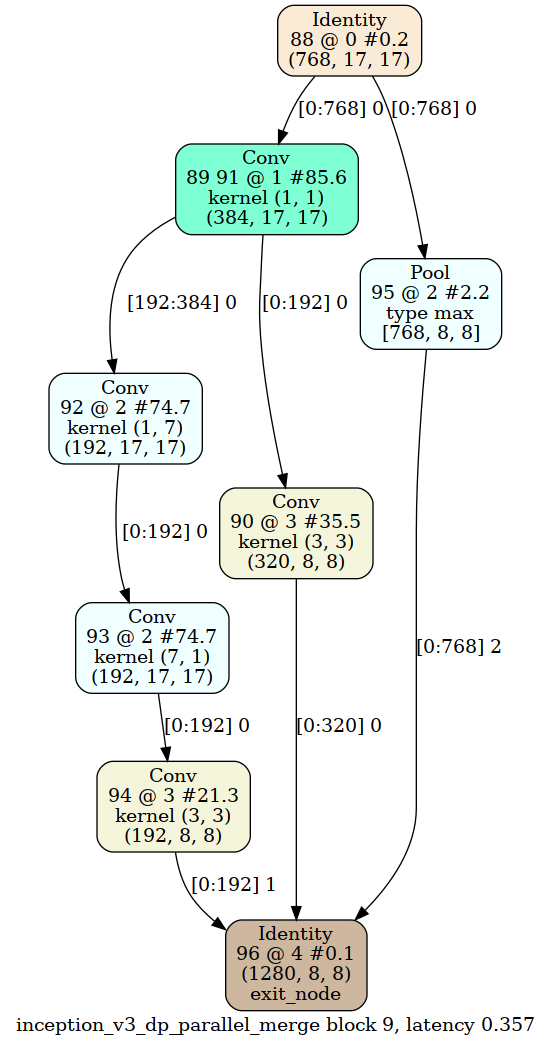 Identity
88 @ 0 #0.2
(768, 17, 17)
[0:768] 0
[0:768] 0
Conv
89 91 @ 1 #85.6
kernel (1, 1)
(384, 17, 17)
Pool
95 @ 2 #2.2
type max
[768, 8, 8]
[192:384] 0
[0:192] 0
Conv
92 @ 2 #74.7
kernel (1, 7)
(192, 17, 17)
Conv
90 @ 3 #35.5
kernel (3, 3)
(320, 8, 8)
[0:192] 0
Conv
93 @ 2 #74.7
kernel (7, 1)
(192, 17, 17)
[0:768] 2
[0:192] 0
[0:320] 0
Conv
94 @ 3 #21.3
kernel (3, 3)
(192, 8, 8)
[0:192] 1
Identity
96 @ 4 #0.1
(1280, 8, 8)
exit_node
inception_v3_dp_parallel_merge block 9, latency 0.357